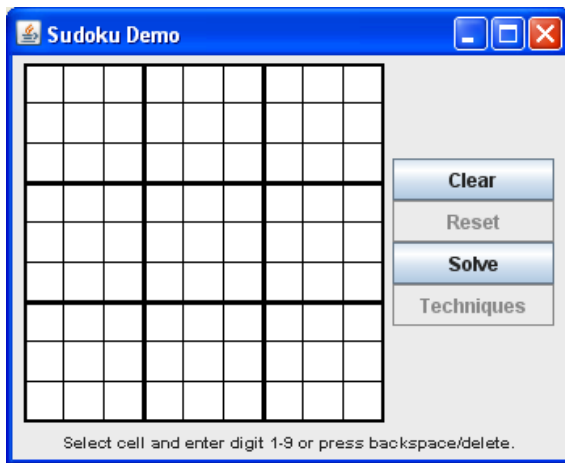 Sudoku Demo
Clear
Reset
Solve
Techniques
Select cell and enter digit 1-9 or press backspace/delete.